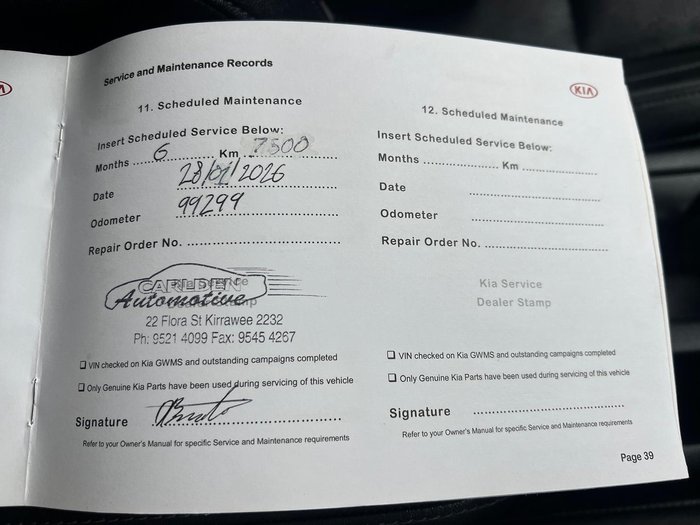 Service and Maintenance Records
KIA
11. Scheduled Maintenance
Insert Scheduled Service Below:
Months 6 Km 7500
Date 28/01/2026
Odometer 99299
Repair Order No.
CARLDEN
Automotive
22 Flora St Kirrawee 2232
Ph: 9521 4099 Fax: 9545 4267
VIN checked on Kia GWMS and outstanding campaigns completed
Only Genuine Kia Parts have been used during servicing of this vehicle
Signature
Refer to your Owner's Manual for specific Service and Maintenance requirements
12. Scheduled Maintenance
Insert Scheduled Service Below:
Months Km
Date
Odometer
Repair Order No.
Kia Service
Dealer Stamp
VIN checked on Kia GWMS and outstanding campaigns completed
Only Genuine Kia Parts have been used during servicing of this vehicle
Signature
Refer to your Owner's Manual for specific Service and Maintenance requirements
Page 39